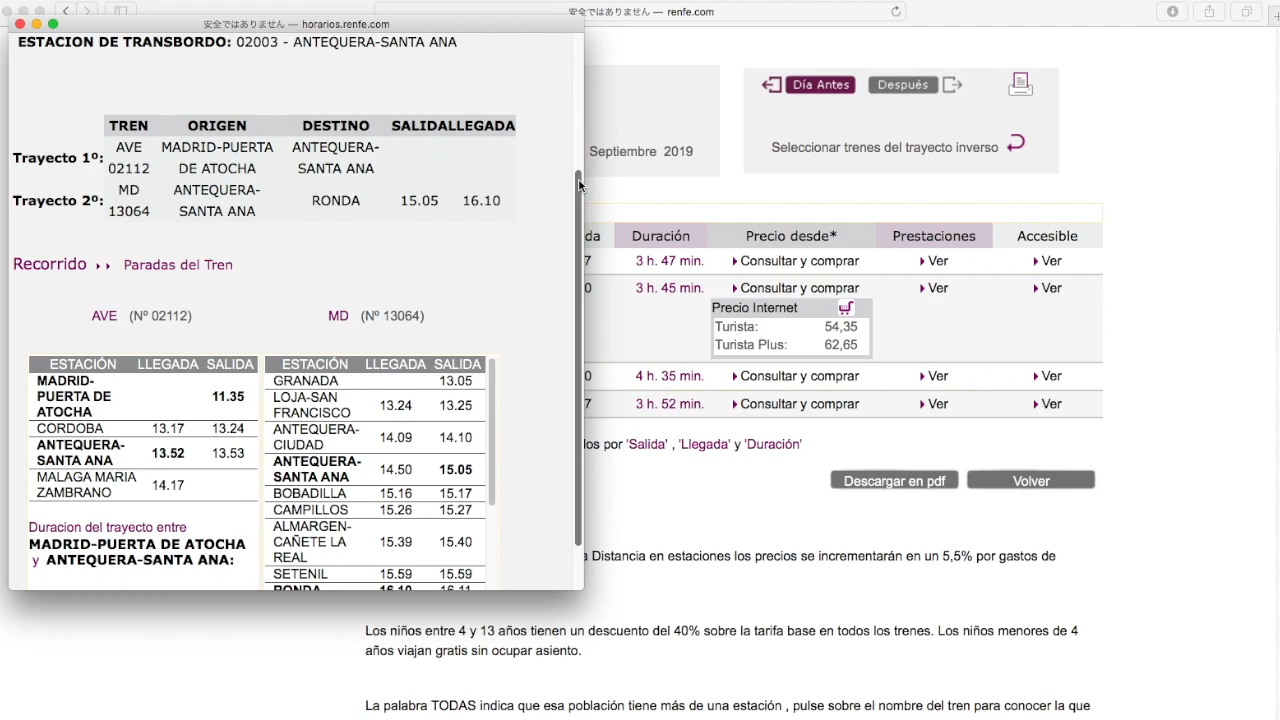 安全ではありません — renfe.com
安全ではありません — horarios.renfe.com
ESTACION DE TRANSBORDO: 02003 - ANTEQUERA-SANTA ANA
TREN ORIGEN DESTINO SALIDA LLEGADA
Trayecto 1º: AVE 02112 MADRID-PUERTA DE ATOCHA ANTEQUERA-SANTA ANA
Trayecto 2º: MD 13064 ANTEQUERA-SANTA ANA RONDA 15.05 16.10
Recorrido Paradas del Tren
AVE (Nº 02112) MD (Nº 13064)
ESTACIÓN LLEGADA SALIDA
MADRID-PUERTA DE ATOCHA 11.35
CORDOBA 13.17 13.24
ANTEQUERA-SANTA ANA 13.52 13.53
MALAGA MARIA ZAMBRANO 14.17
Duracion del trayecto entre
MADRID-PUERTA DE ATOCHA
y ANTEQUERA-SANTA ANA:
ESTACIÓN LLEGADA SALIDA
GRANADA 13.05
LOJA-SAN FRANCISCO 13.24 13.25
ANTEQUERA-CIUDAD 14.09 14.10
ANTEQUERA-SANTA ANA 14.50 15.05
BOBADILLA 15.16 15.17
CAMPILLOS 15.26 15.27
ALMARGEN-CAÑETE LA REAL 15.39 15.40
SETENIL 15.59 15.59
RONDA 16.10 16.11
Día Antes Después
Septiembre 2019
Seleccionar trenes del trayecto inverso
da Duración Precio desde* Prestaciones Accesible
7 3 h. 47 min. Consultar y comprar Ver Ver
0 3 h. 45 min. Consultar y comprar Ver Ver
Precio Internet
Turista: 54,35
Turista Plus: 62,65
0 4 h. 35 min. Consultar y comprar Ver Ver
7 3 h. 52 min. Consultar y comprar Ver Ver
los por 'Salida' , 'Llegada' y 'Duración'
Descargar en pdf Volver
a Distancia en estaciones los precios se incrementarán en un 5,5% por gastos de
Los niños entre 4 y 13 años tienen un descuento del 40% sobre la tarifa base en todos los trenes. Los niños menores de 4
años viajan gratis sin ocupar asiento.
La palabra TODAS indica que esa población tiene más de una estación , pulse sobre el nombre del tren para conocer la que